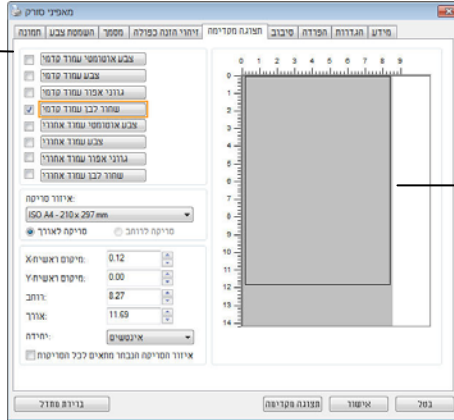 מאפיני סורק
תמונה
השמטת צבע
מסמך
זיהוי הזנה כפולה
תצוגה מקדימה
סיבוב
הפרדה
הגדרות
מידע
צבע אוטומטי עמוד קדמי
צבע עמוד קדמי
גווני אפור עמוד קדמי
שחור לבן עמוד קדמי
צבע אוטומטי עמוד אחורי
צבע עמוד אחורי
גווני אפור עמוד אחורי
שחור לבן עמוד אחורי
איזור סריקה:
ISO A4 - 210 x 297 mm
סריקה לאורך
סריקה לרוחב
מיקום ראשית-X: 0.12
מיקום ראשית-Y: 0.00
רוחב: 8.27
אורך: 11.69
יחידה: אינטשים
איזור הסריקה הנבחר מתאים לכל הסריקות
0 1 2 3 4 5 6 7 8 9
0
1
2
3
4
5
6
7
8
9
10
11
12
13
14
ברירת מחדל
תצוגה מקדימה
אישור
בטל